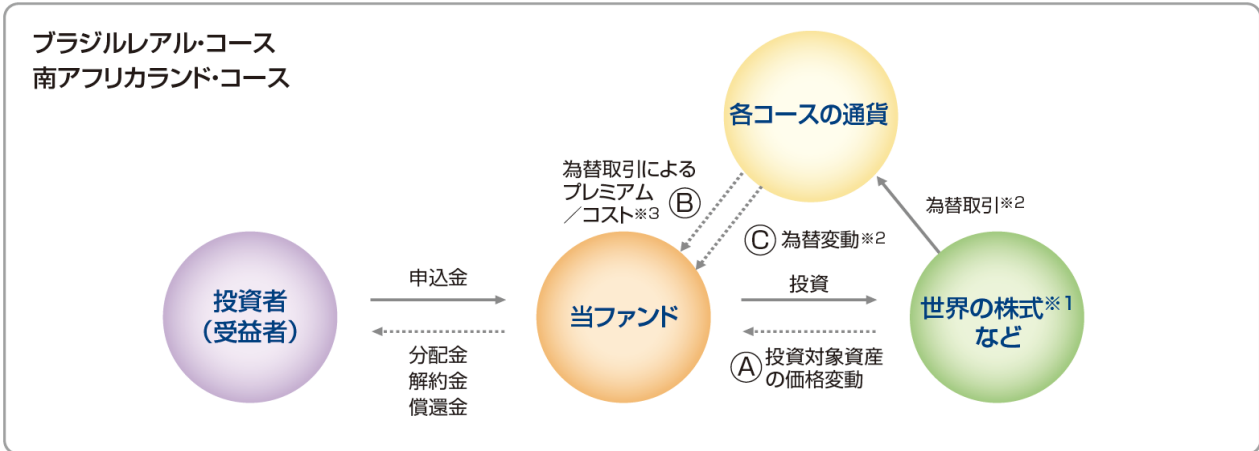 ブラジルレアル・コース
南アフリカランド・コース
各コースの通貨
為替取引による
プレミアム
／コスト※3 Ⓑ
為替取引※2
Ⓒ 為替変動※2
投資者
（受益者）
申込金
分配金
解約金
償還金
当ファンド
投資
Ⓐ 投資対象資産
の価格変動
世界の株式※1
など